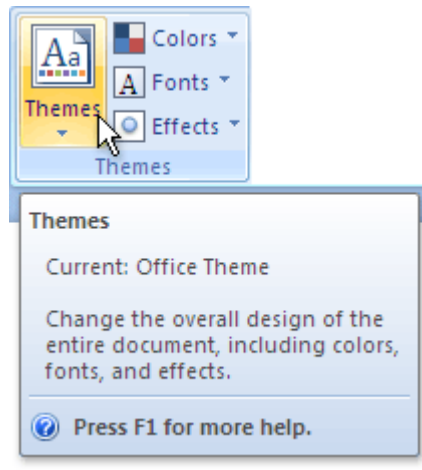 Aa
Colors
A Fonts
Themes
Effects
Themes
Themes
Current: Office Theme
Change the overall design of the
entire document, including colors,
fonts, and effects.
Press F1 for more help.